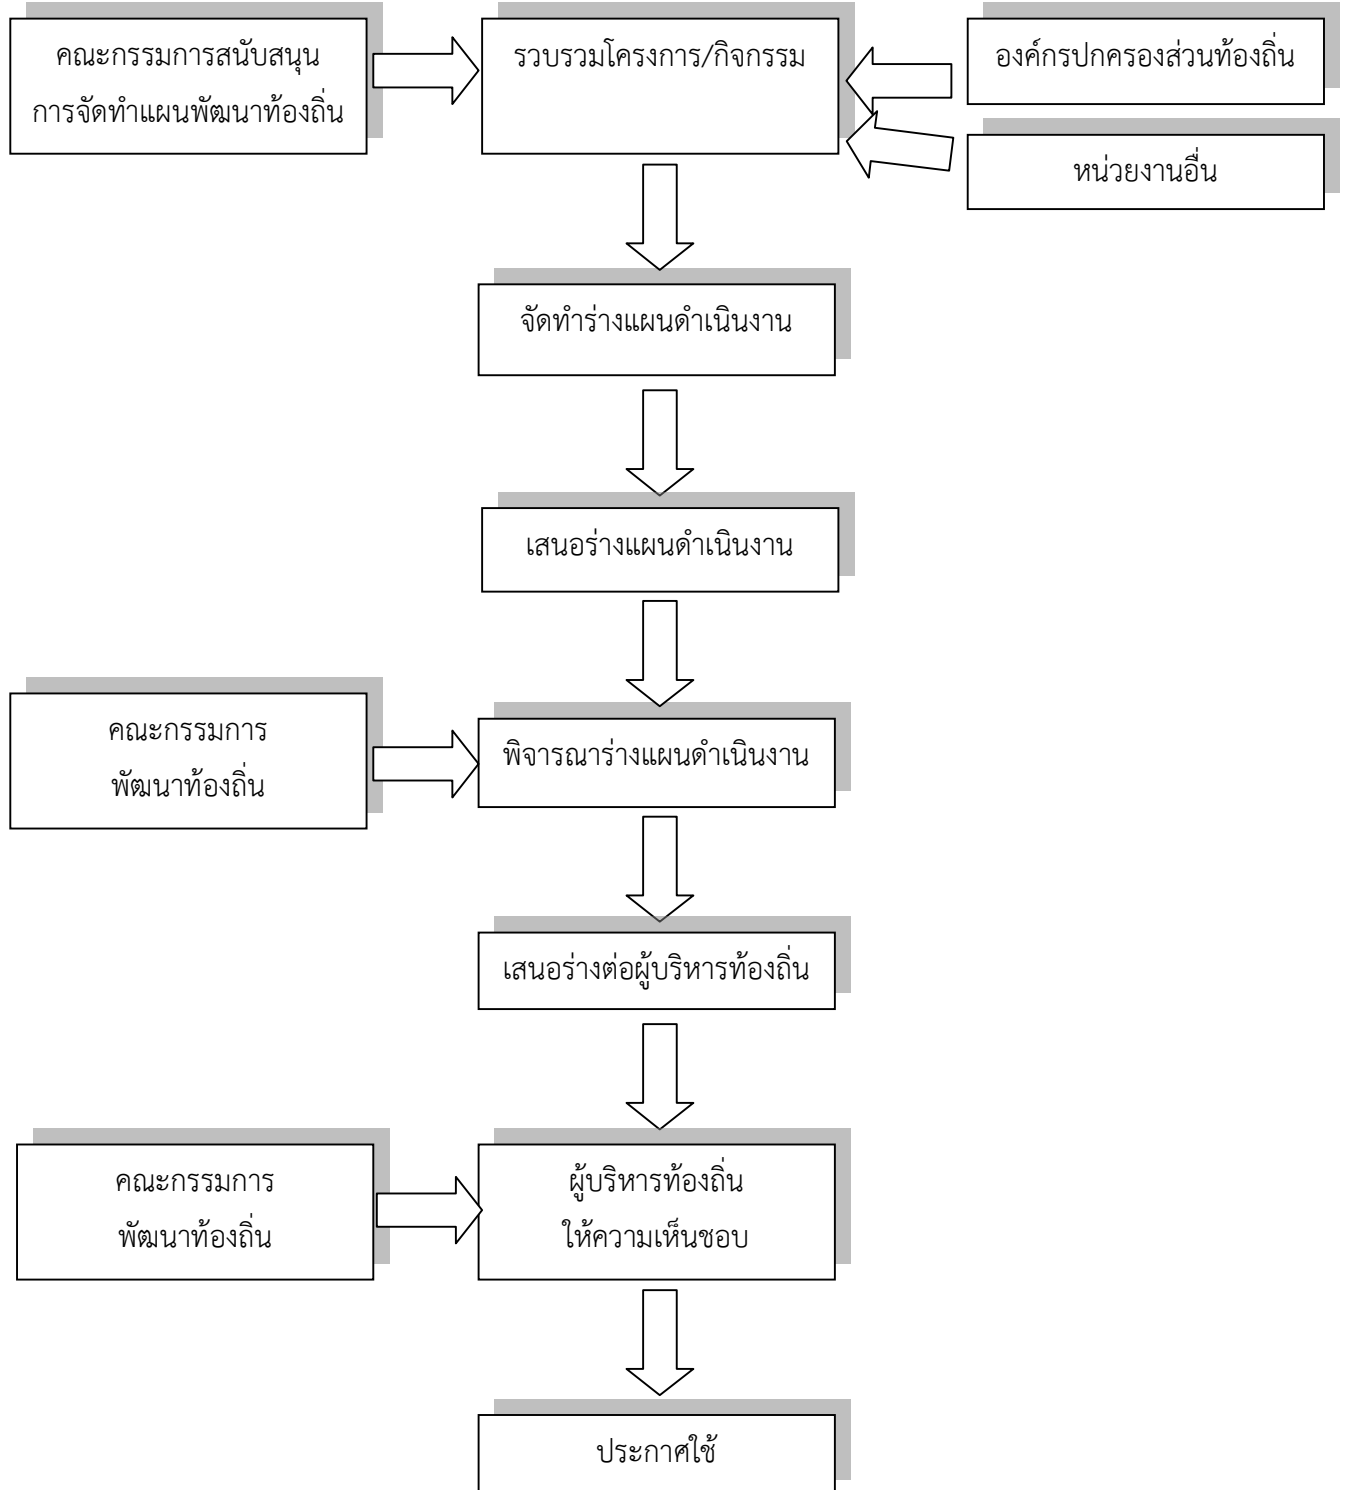 คณะกรรมการสนับสนุน
การจัดทำแผนพัฒนาท้องถิ่น
รวบรวมโครงการ/กิจกรรม
องค์กรปกครองส่วนท้องถิ่น
หน่วยงานอื่น
จัดทำร่างแผนดำเนินงาน
เสนอร่างแผนดำเนินงาน
คณะกรรมการ
พัฒนาท้องถิ่น
พิจารณาร่างแผนดำเนินงาน
เสนอร่างต่อผู้บริหารท้องถิ่น
คณะกรรมการ
พัฒนาท้องถิ่น
ผู้บริหารท้องถิ่น
ให้ความเห็นชอบ
ประกาศใช้